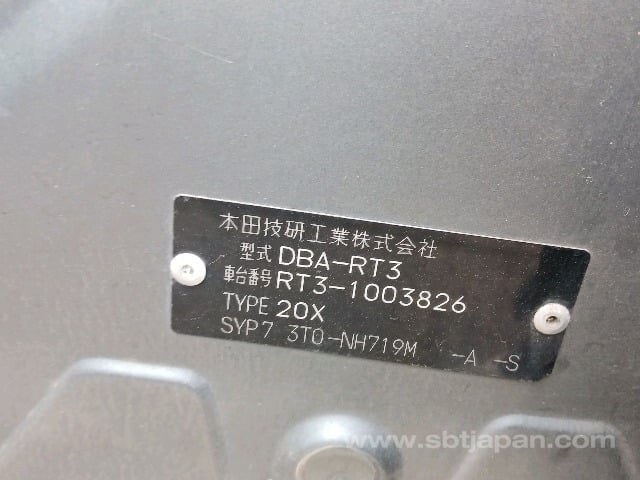 本田技研工業株式会社
型式 DBA-RT3
車台番号 RT3-1003826
TYPE 20X
SYP7 3T0-NH719M -A -S
www.sbtjapan.com